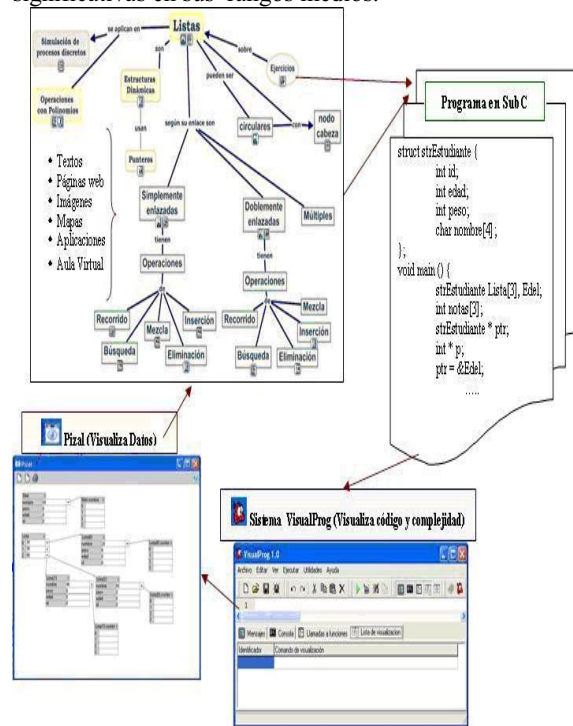 significativas en sus rangos medios.
Listas
se aplican en
Simulación de
procesos discretos
son
sobre
Ejercicios
pueden ser
Operaciones
con Polinomios
Estructuras
Dinámicas
usan
Punteros
según su enlace son
circulares
con
nodo
cabeza
Textos
Páginas web
Imágenes
Mapas
Aplicaciones
Aula Virtual
Simplemente
enlazadas
Doblemente
enlazadas
Múltiples
tienen
tienen
Operaciones
Operaciones
de
de
Recorrido
Mezcla
Inserción
Búsqueda
Eliminación
Recorrido
Mezcla
Inserción
Búsqueda
Eliminación
Programa en Sub C
struct strEstudiante {
int id;
int edad;
int peso;
char nombre[4] ;
};
void main () {
strEstudiante Lista[3], Edel;
int notas[3];
strEstudiante * ptr;
int * p;
ptr = &Edel;
.....
Pizal (Visualiza Datos)
Sistema VisualProg (Visualiza código y complejidad)
VisualProg 1.0
Archivo Editar Ver Ejecutar Utilidades Ayuda
1
Mensajes Consola Llamadas a funciones Lista de visualizacion
Identificador Comando de visualización